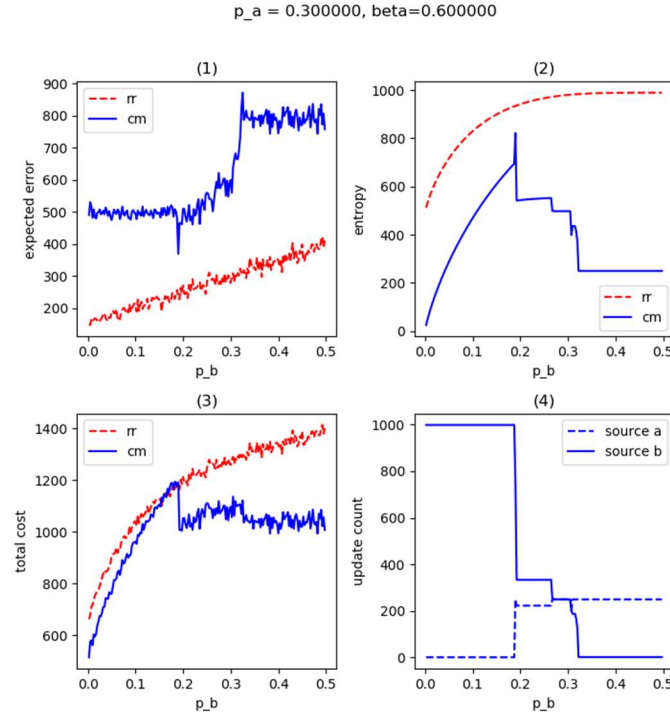 p_a = 0.300000, beta=0.600000
(1)
900
800
700
600
500
400
300
200
expected error
rr
cm
0.0 0.1 0.2 0.3 0.4 0.5
p_b
(2)
1000
800
600
400
200
0
entropy
rr
cm
0.0 0.1 0.2 0.3 0.4 0.5
p_b
(3)
1400
1200
1000
800
600
total cost
rr
cm
0.0 0.1 0.2 0.3 0.4 0.5
p_b
(4)
1000
800
600
400
200
0
update count
source a
source b
0.0 0.1 0.2 0.3 0.4 0.5
p_b